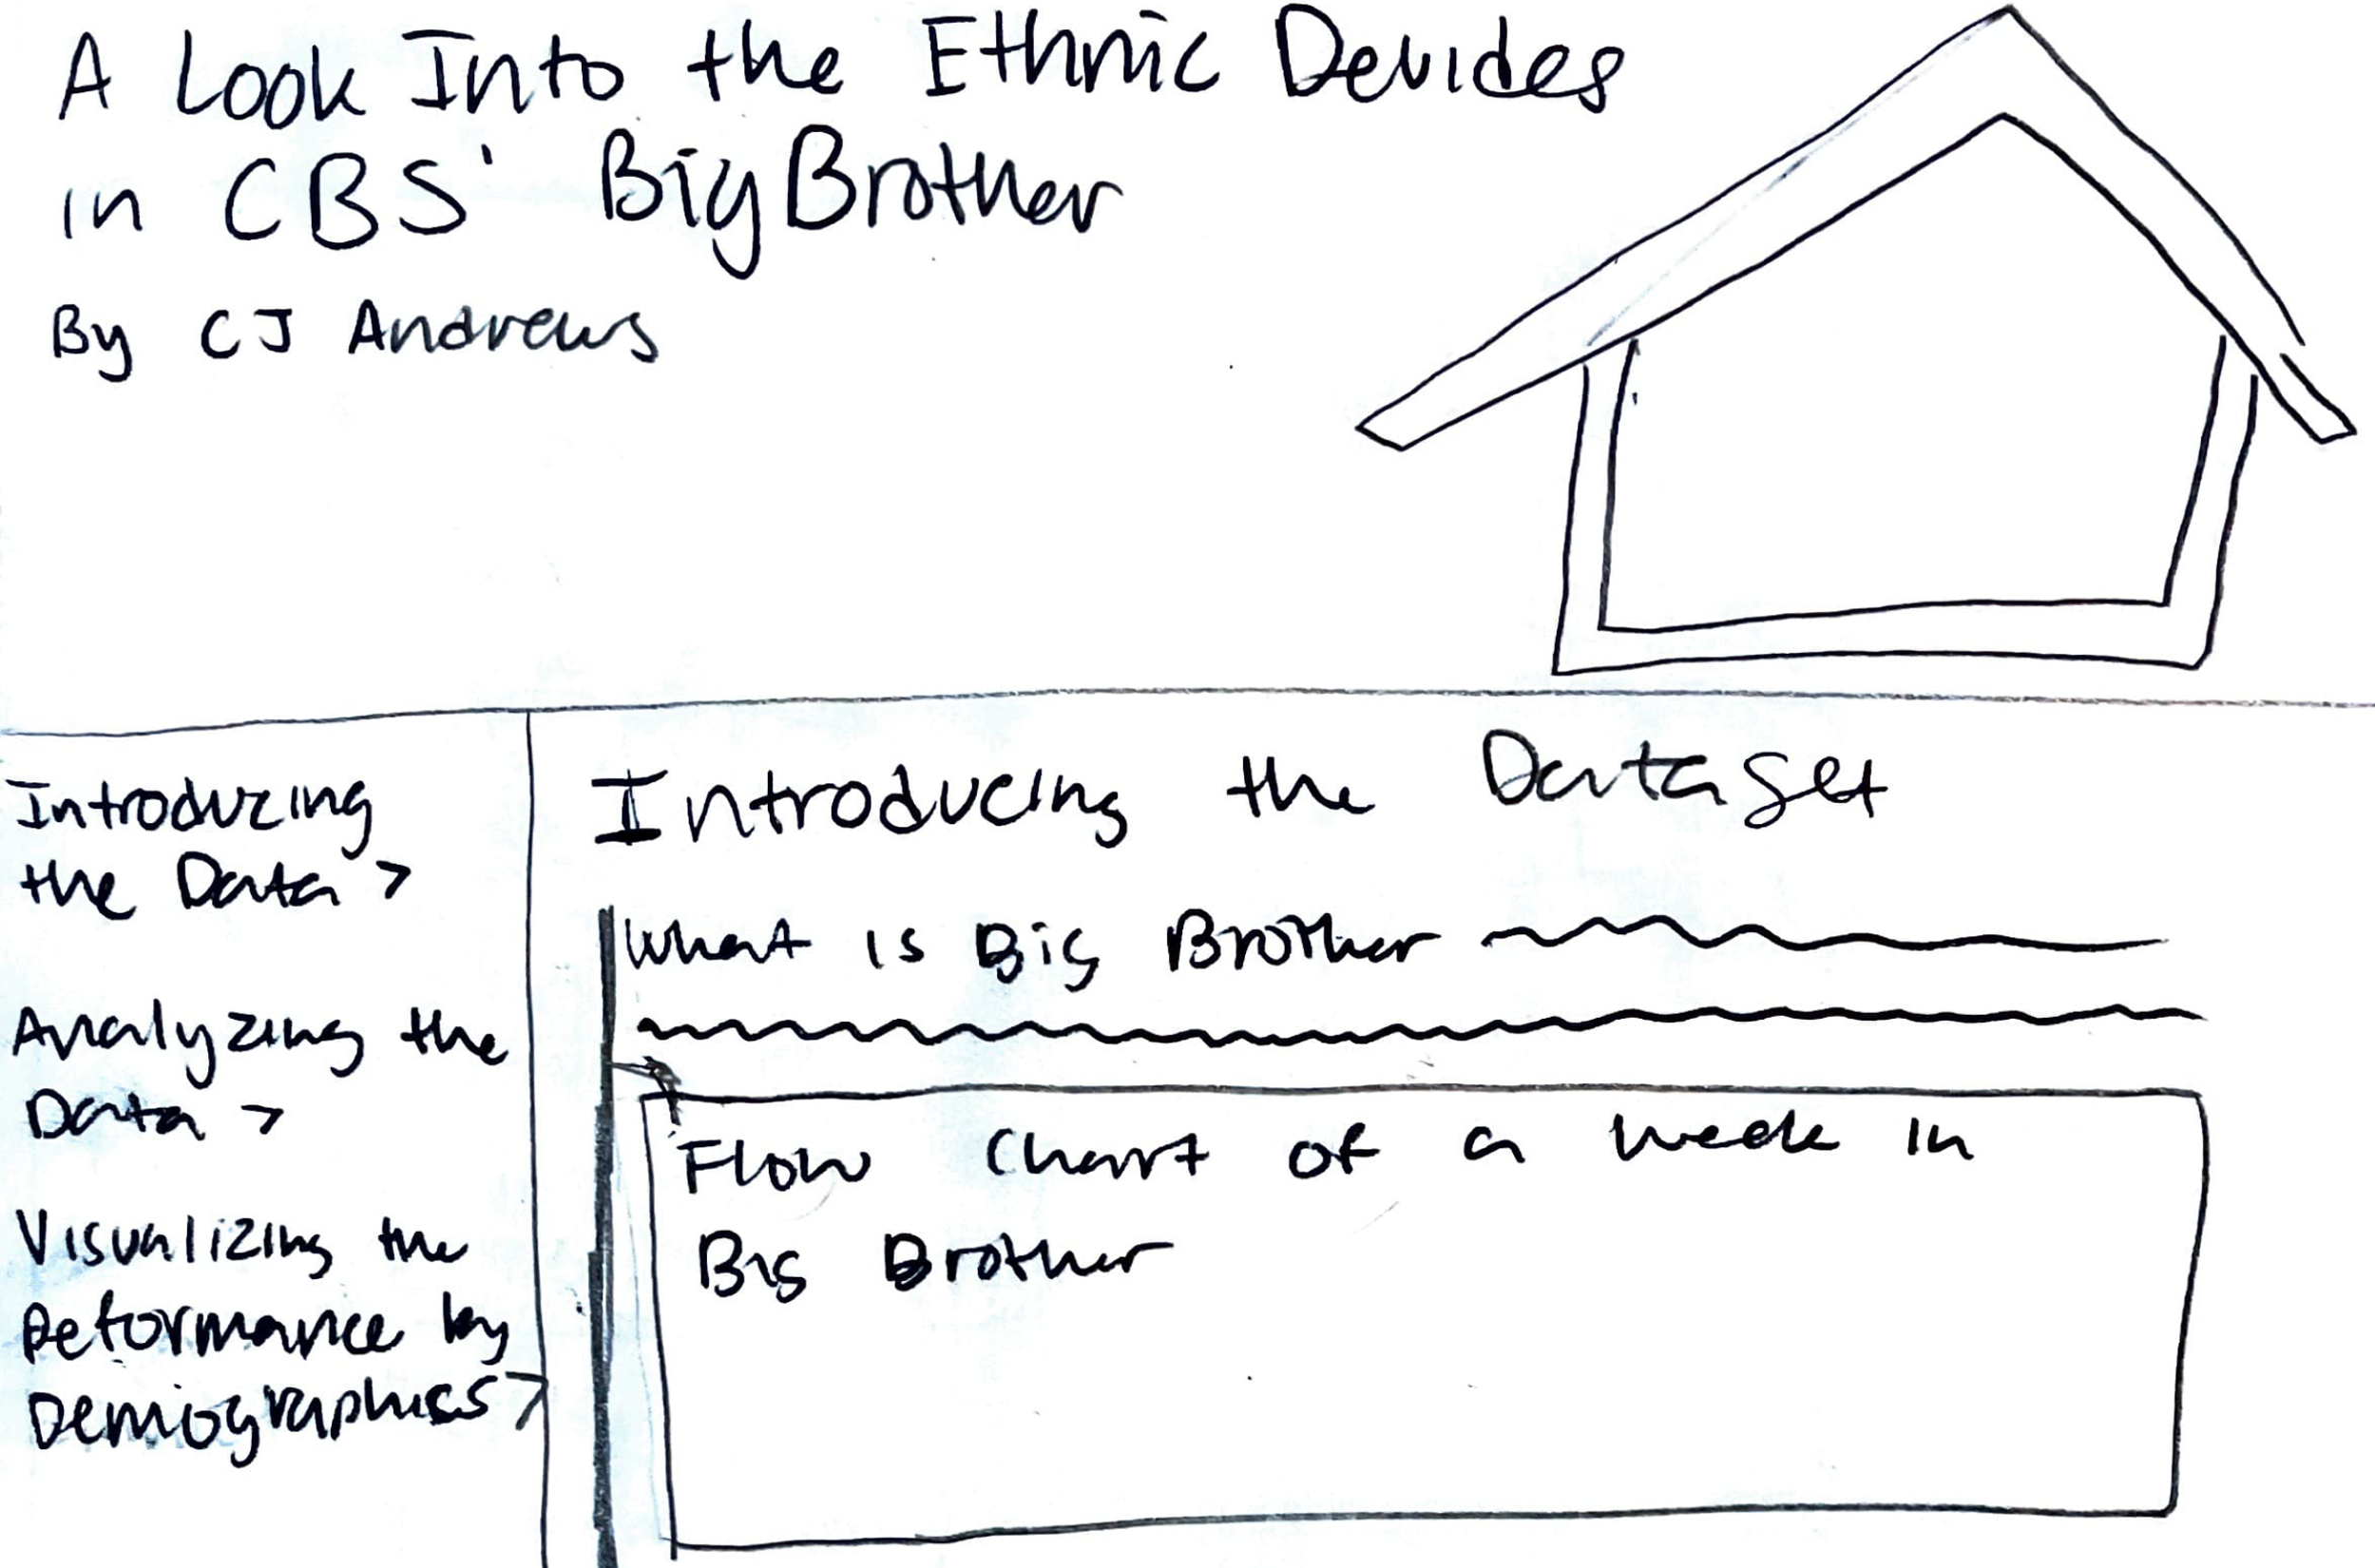 A Look Into the Ethnic Devides
in CBS' Big Brother
By CJ Andrews
Introducing
the Data >
Analyzing the
Data >
Visualizing the
Peformance by
Demographics >
Introducing the Dataset
What is Big Brother
Flow Chart of a week in
Big Brother